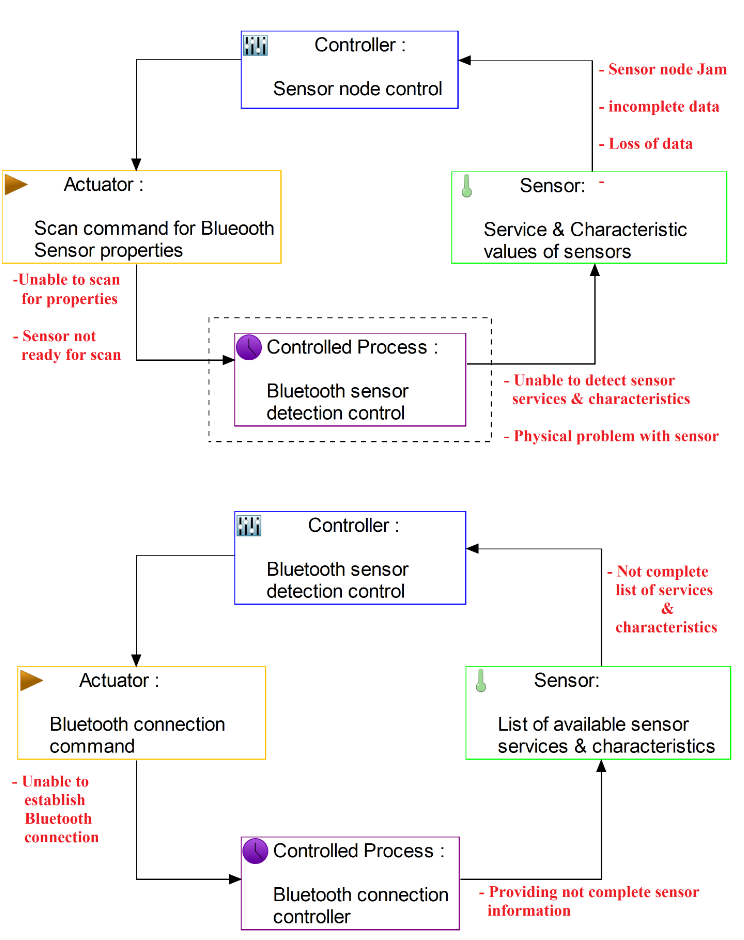 Controller :
Sensor node control
- Sensor node Jam
- incomplete data
- Loss of data
-
Actuator :
Scan command for Blueooth
Sensor properties
Sensor:
Service & Characteristic
values of sensors
-Unable to scan
for properties
- Sensor not
ready for scan
Controlled Process :
Bluetooth sensor
detection control
- Unable to detect sensor
services & characteristics
- Physical problem with sensor
Controller :
Bluetooth sensor
detection control
- Not complete
list of services
&
characteristics
Actuator :
Bluetooth connection
command
Sensor:
List of available sensor
services & characteristics
- Unable to
establish
Bluetooth
connection
Controlled Process :
Bluetooth connection
controller
- Providing not complete sensor
information